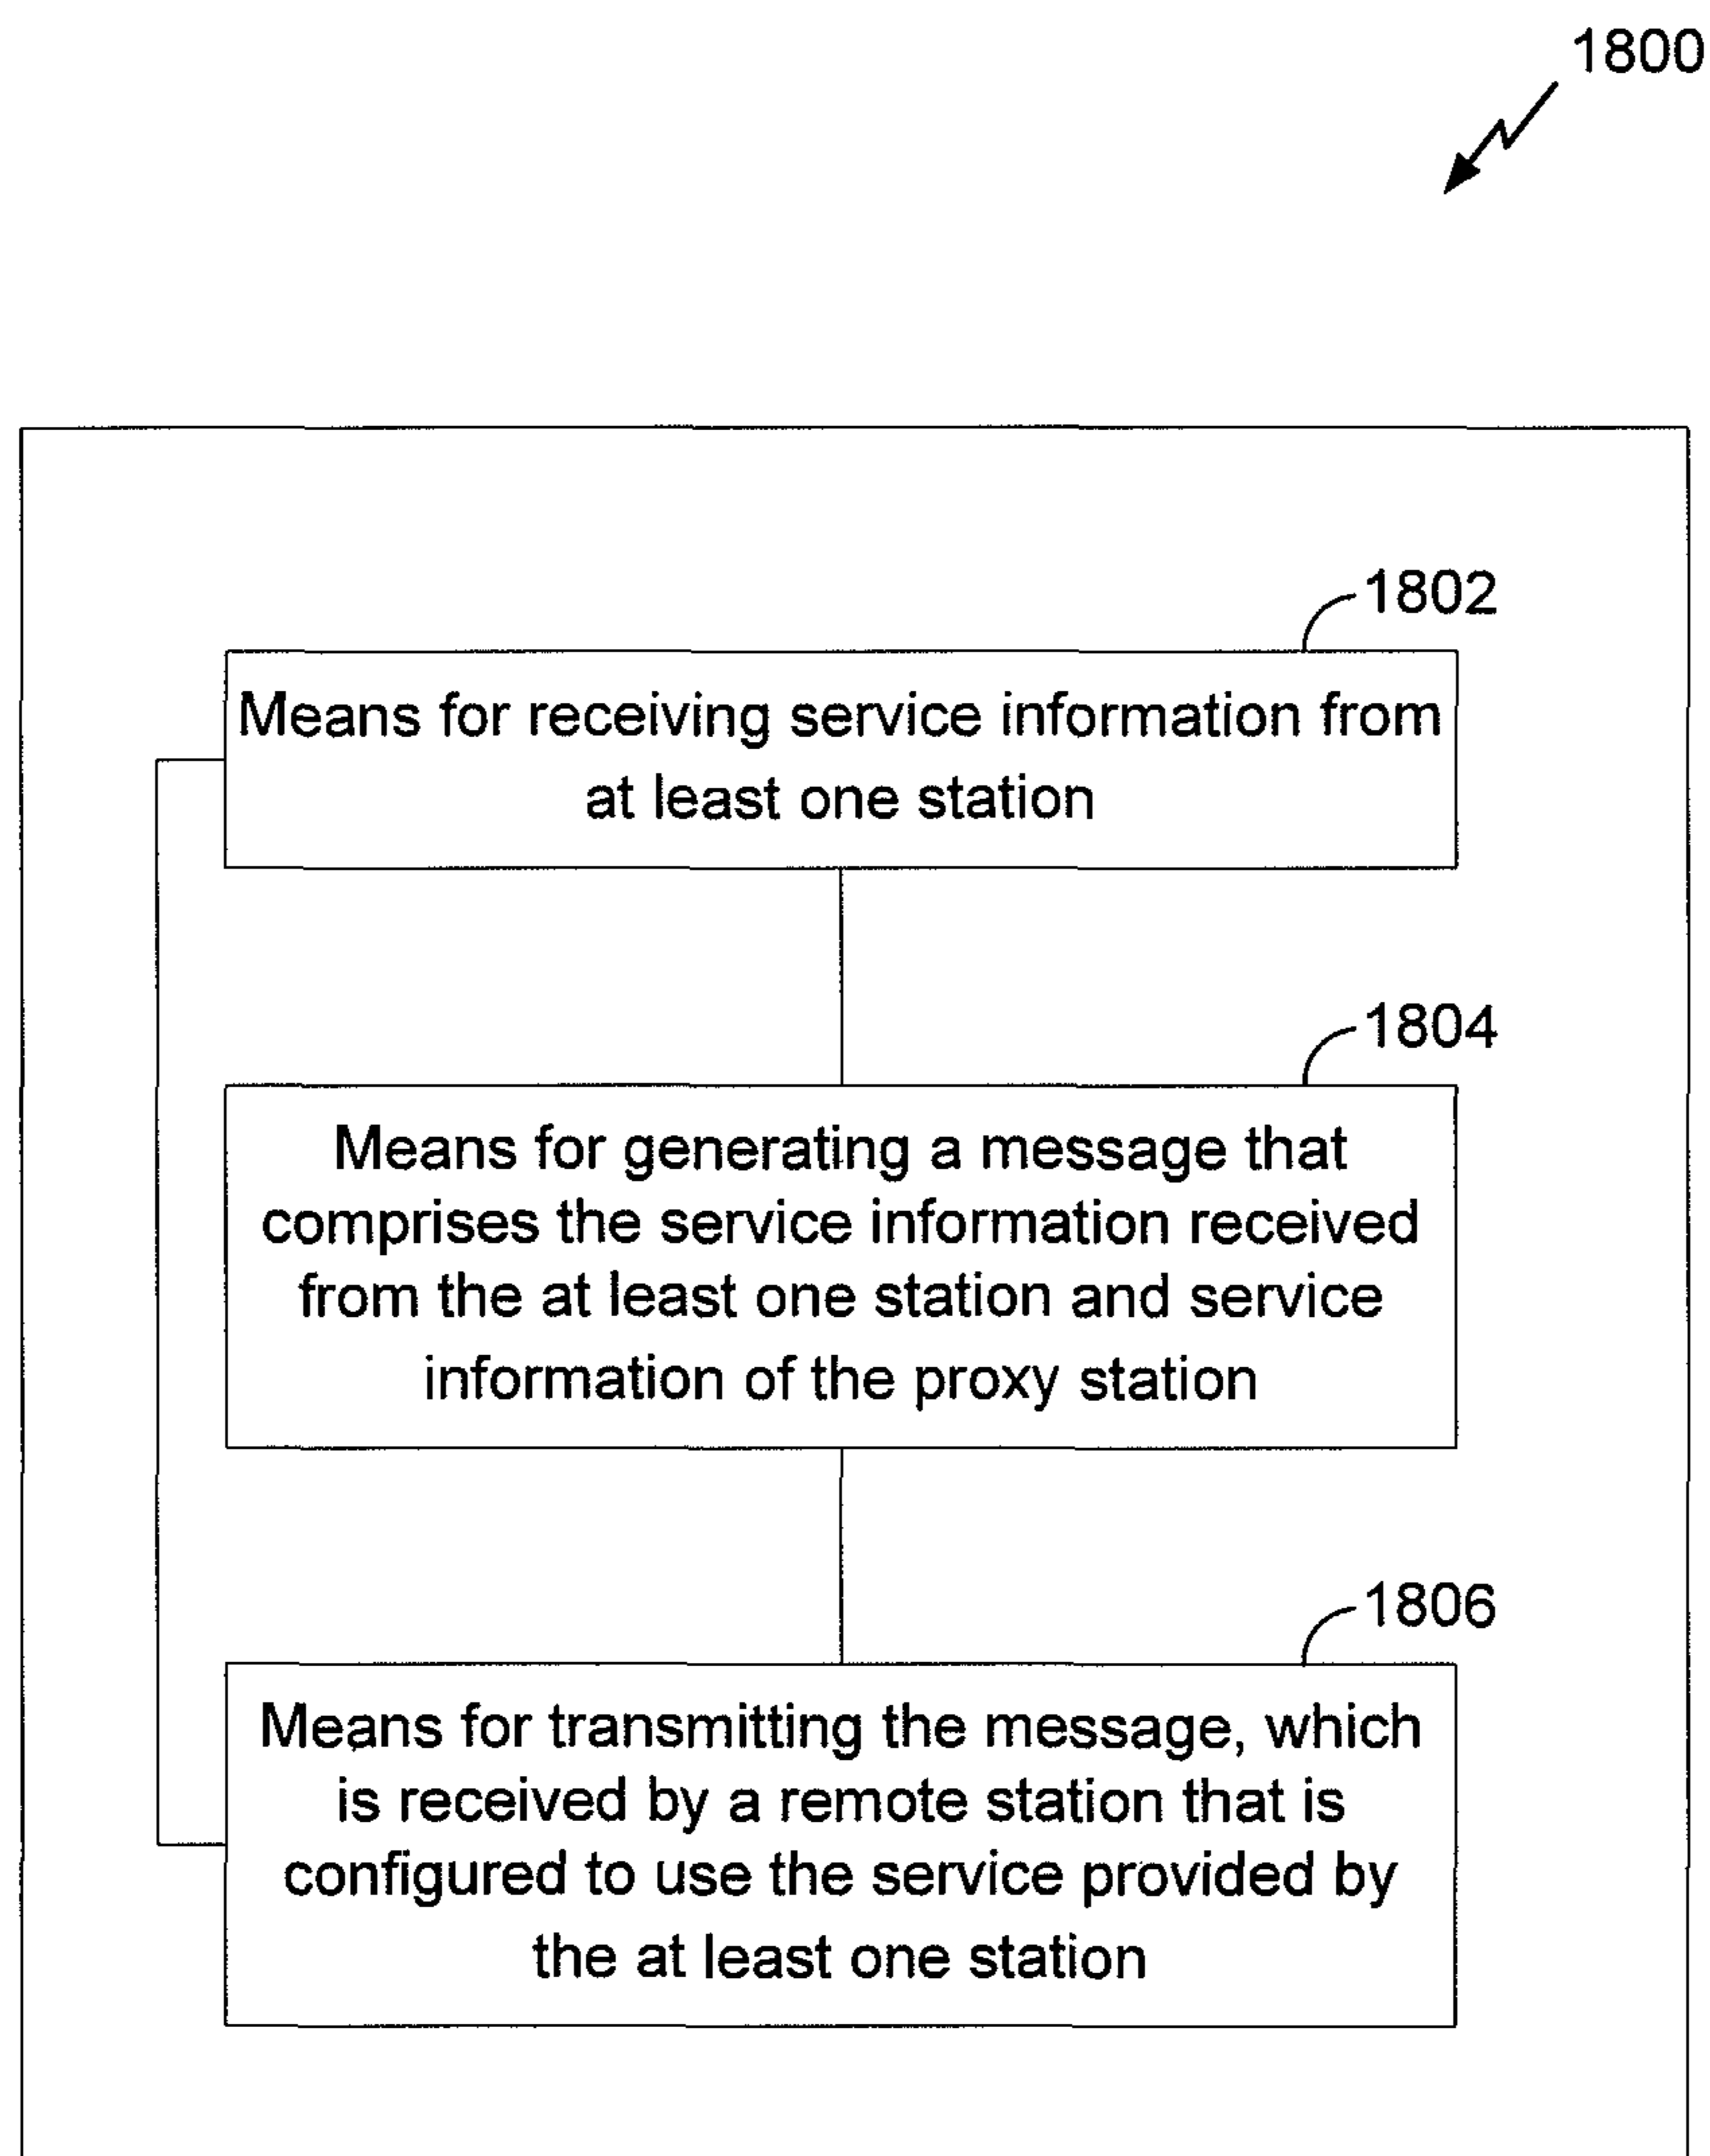 1800
1802
Means for receiving service information from
at least one station
1804
Means for generating a message that
comprises the service information received
from the at least one station and service
information of the proxy station
1806
Means for transmitting the message, which
is received by a remote station that is
configured to use the service provided by
the at least one station